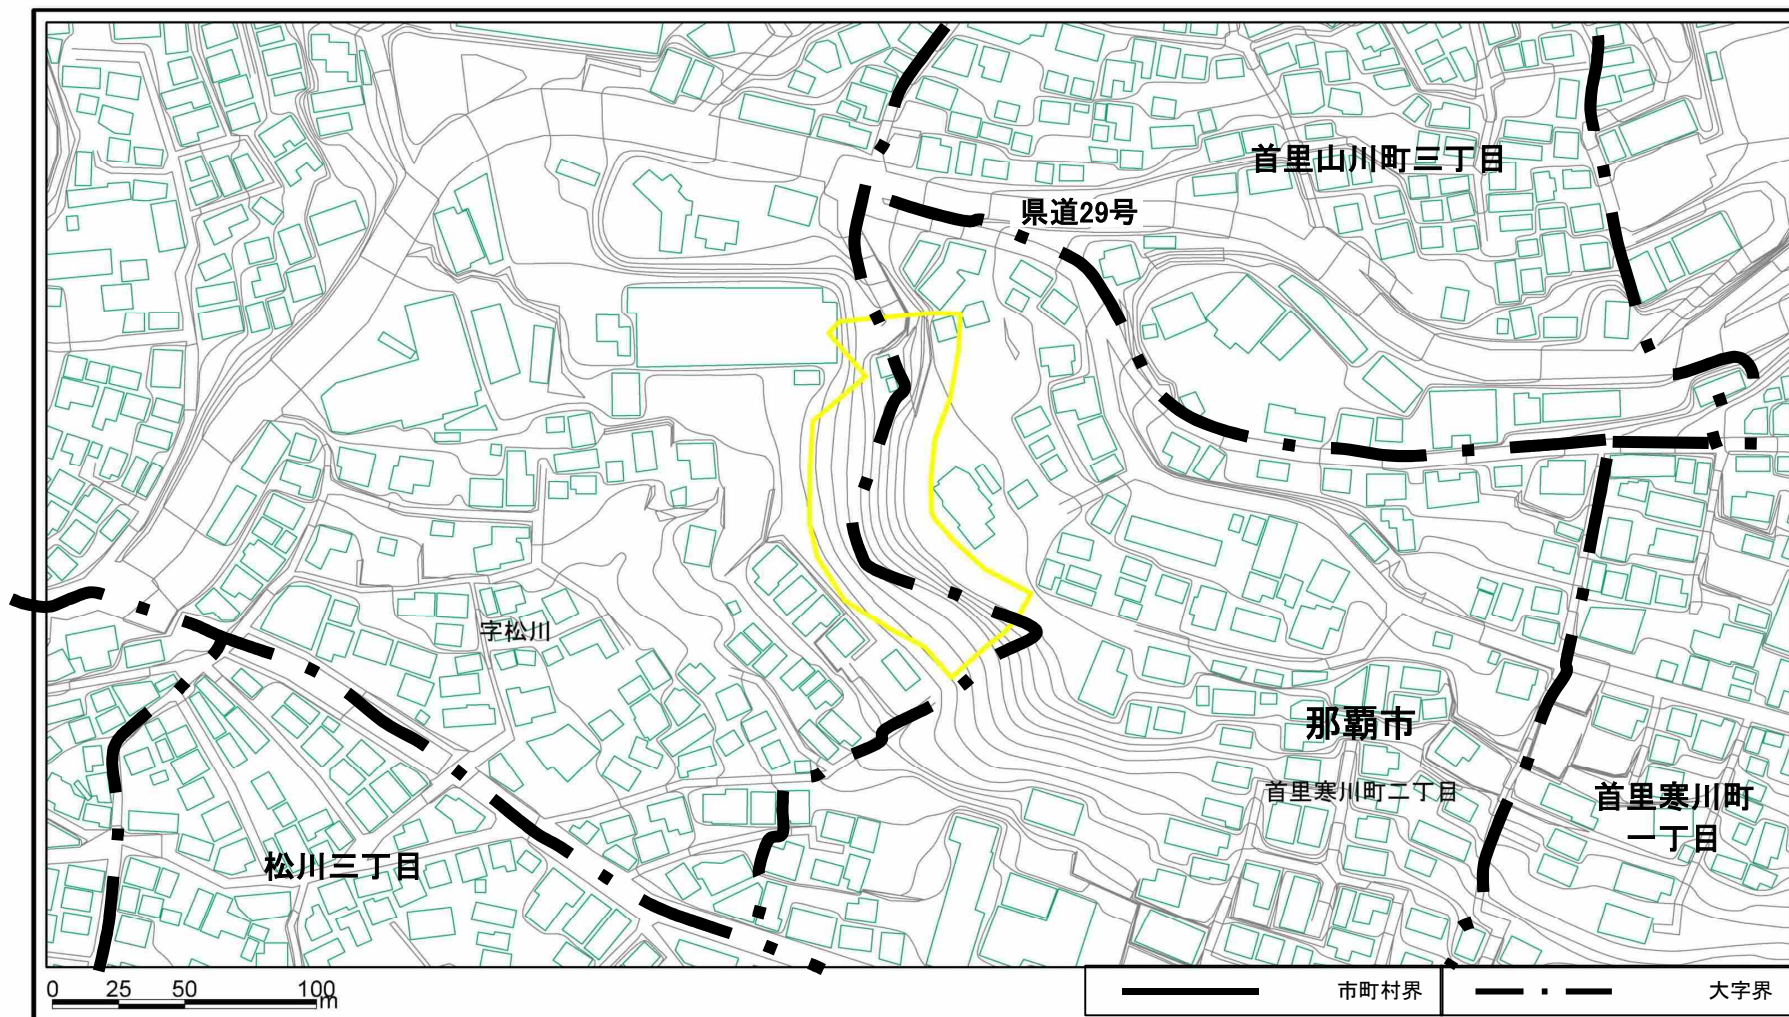 首里山川町三丁目
県道29号
字松川
那覇市
首里寒川町二丁目
首里寒川町
一丁目
松川三丁目
0 25 50 100
m
市町村界
大字界